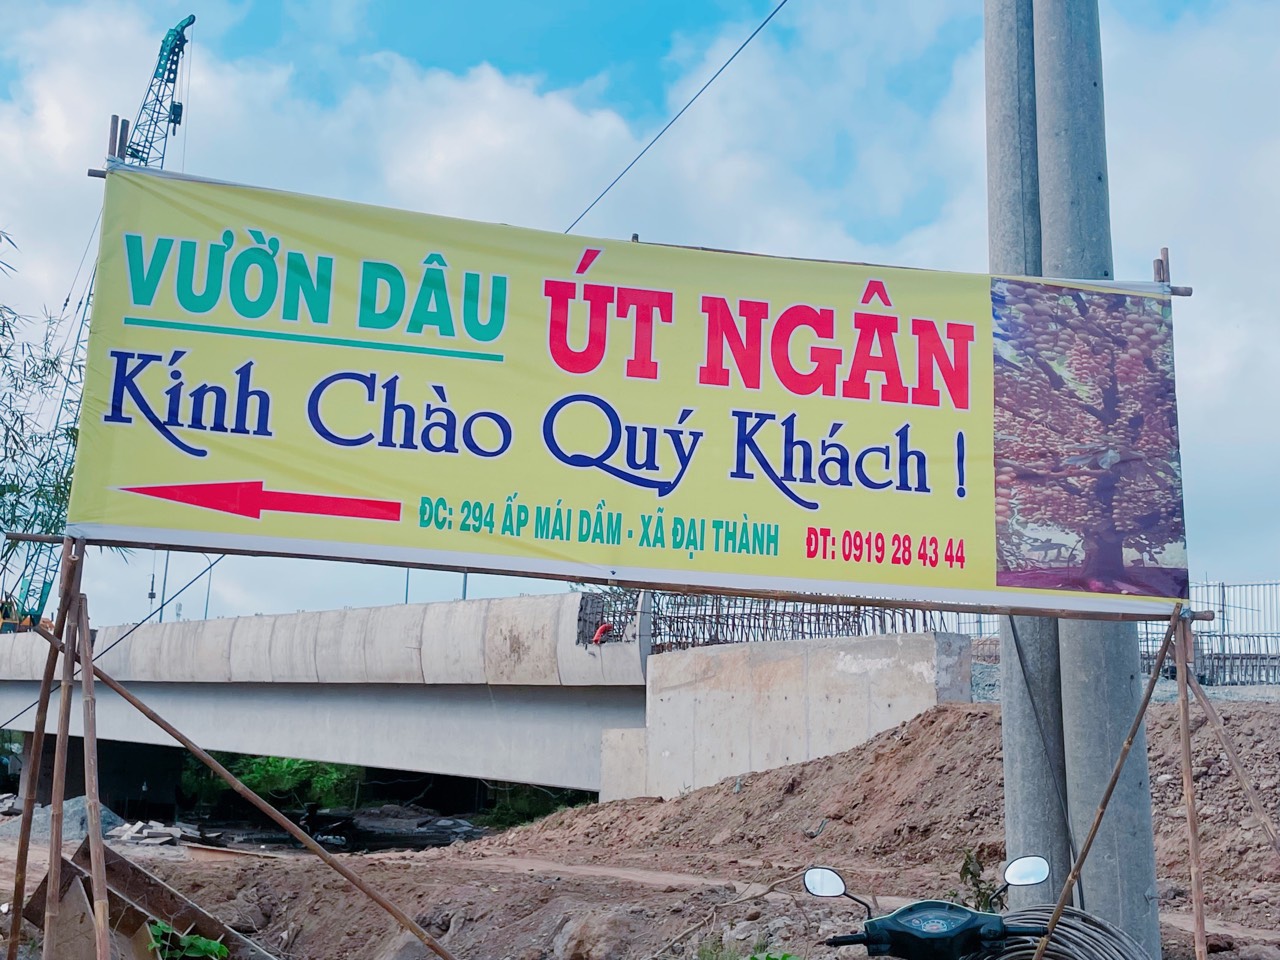 VƯỜN DÂU ÚT NGÂN
Kính Chào Quý Khách !
ĐC: 294 ẤP MÁI DẦM - XÃ ĐẠI THÀNH ĐT: 0919 28 43 44